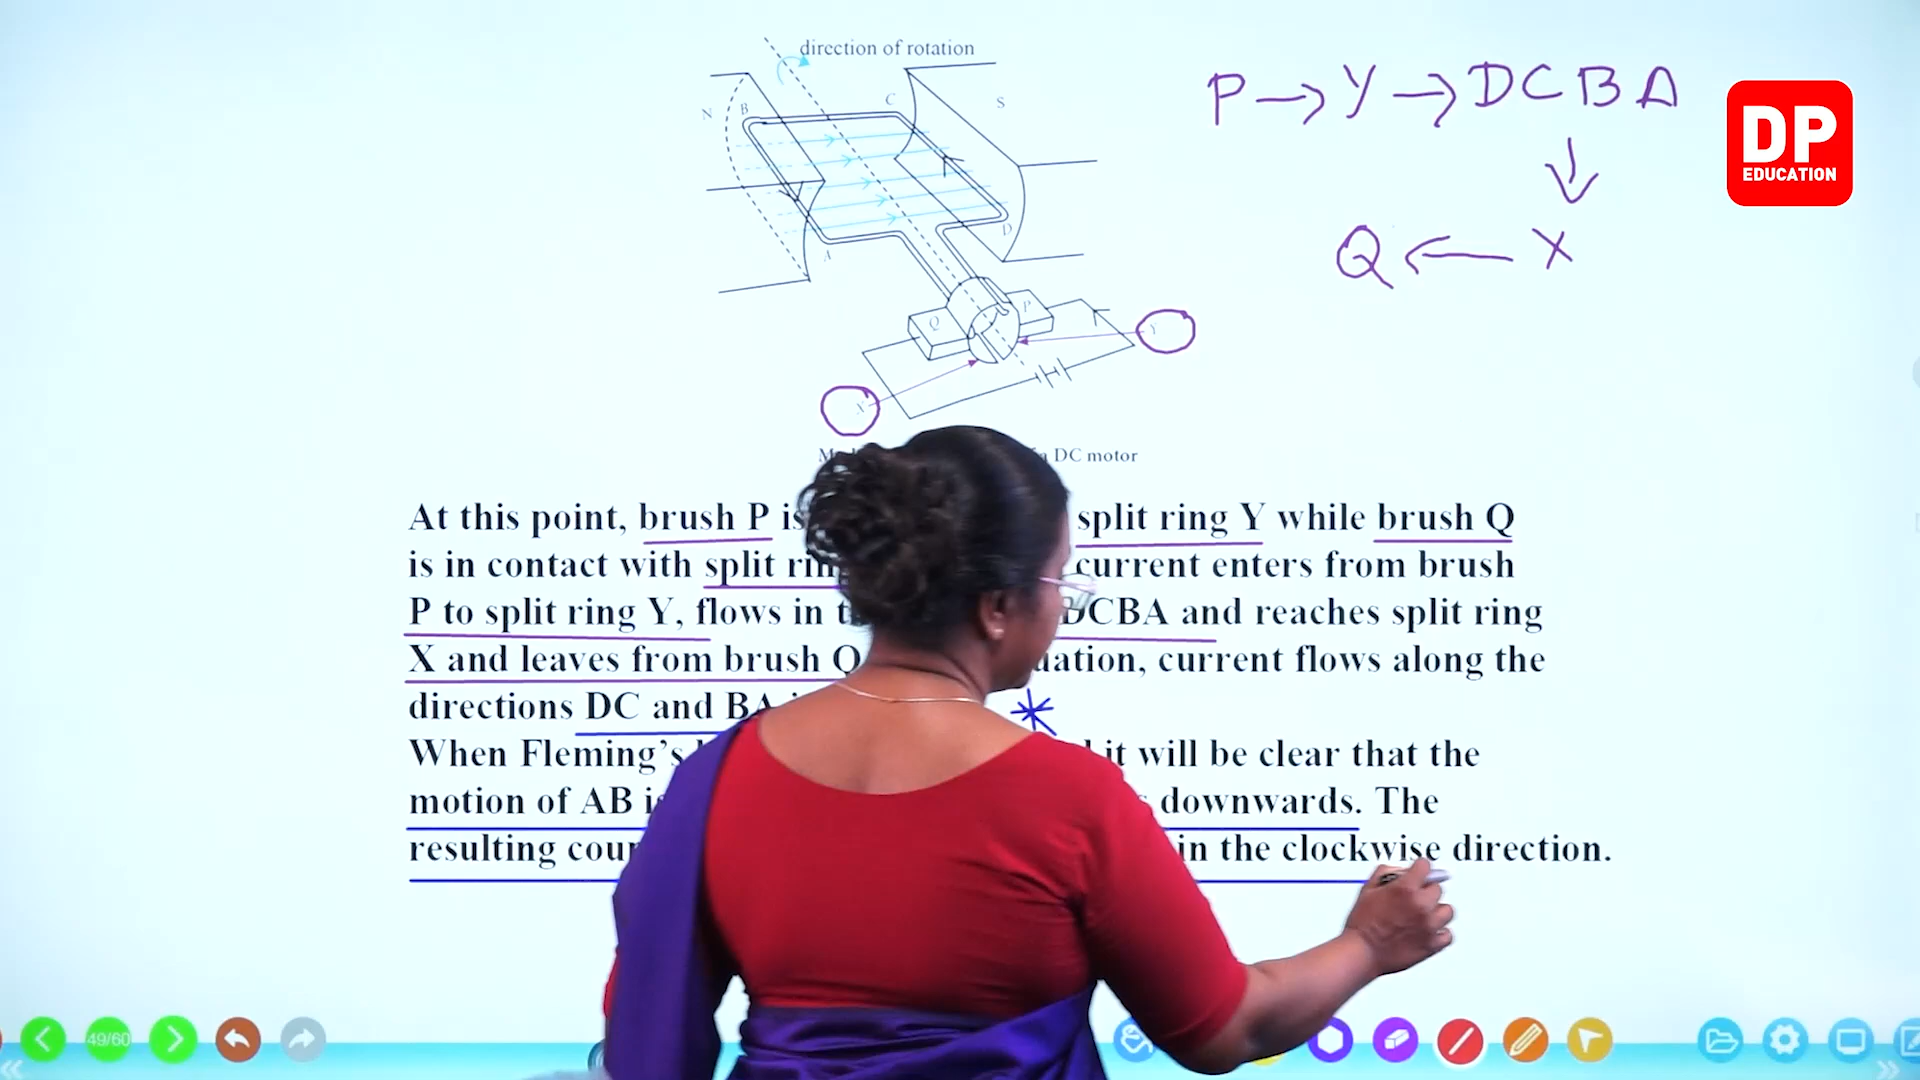 direction of rotation
P → Y → DCBA
↓
Q ← X
DP
EDUCATION
N
B
C
S
A
D
Q
P
Y
X
DC motor
At this point, brush P is split ring Y while brush Q
is in contact with split current enters from brush
P to split ring Y, flows in DCBA and reaches split ring
X and leaves from brush Q current flows along the
directions DC and BA
When Fleming's it will be clear that the
motion of AB downwards. The
resulting in the clockwise direction.
49/60